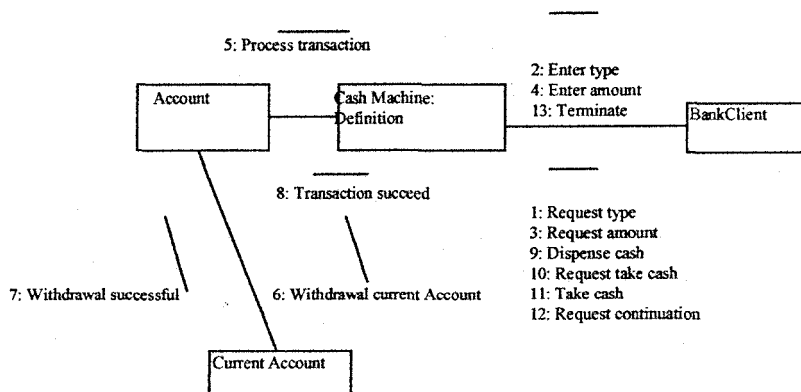 5: Process transaction
2: Enter type
4: Enter amount
13: Terminate
Account
Cash Machine:
Definition
BankClient
8: Transaction succeed
1: Request type
3: Request amount
9: Dispense cash
10: Request take cash
11: Take cash
12: Request continuation
7: Withdrawal successful
6: Withdrawal current Account
Current Account